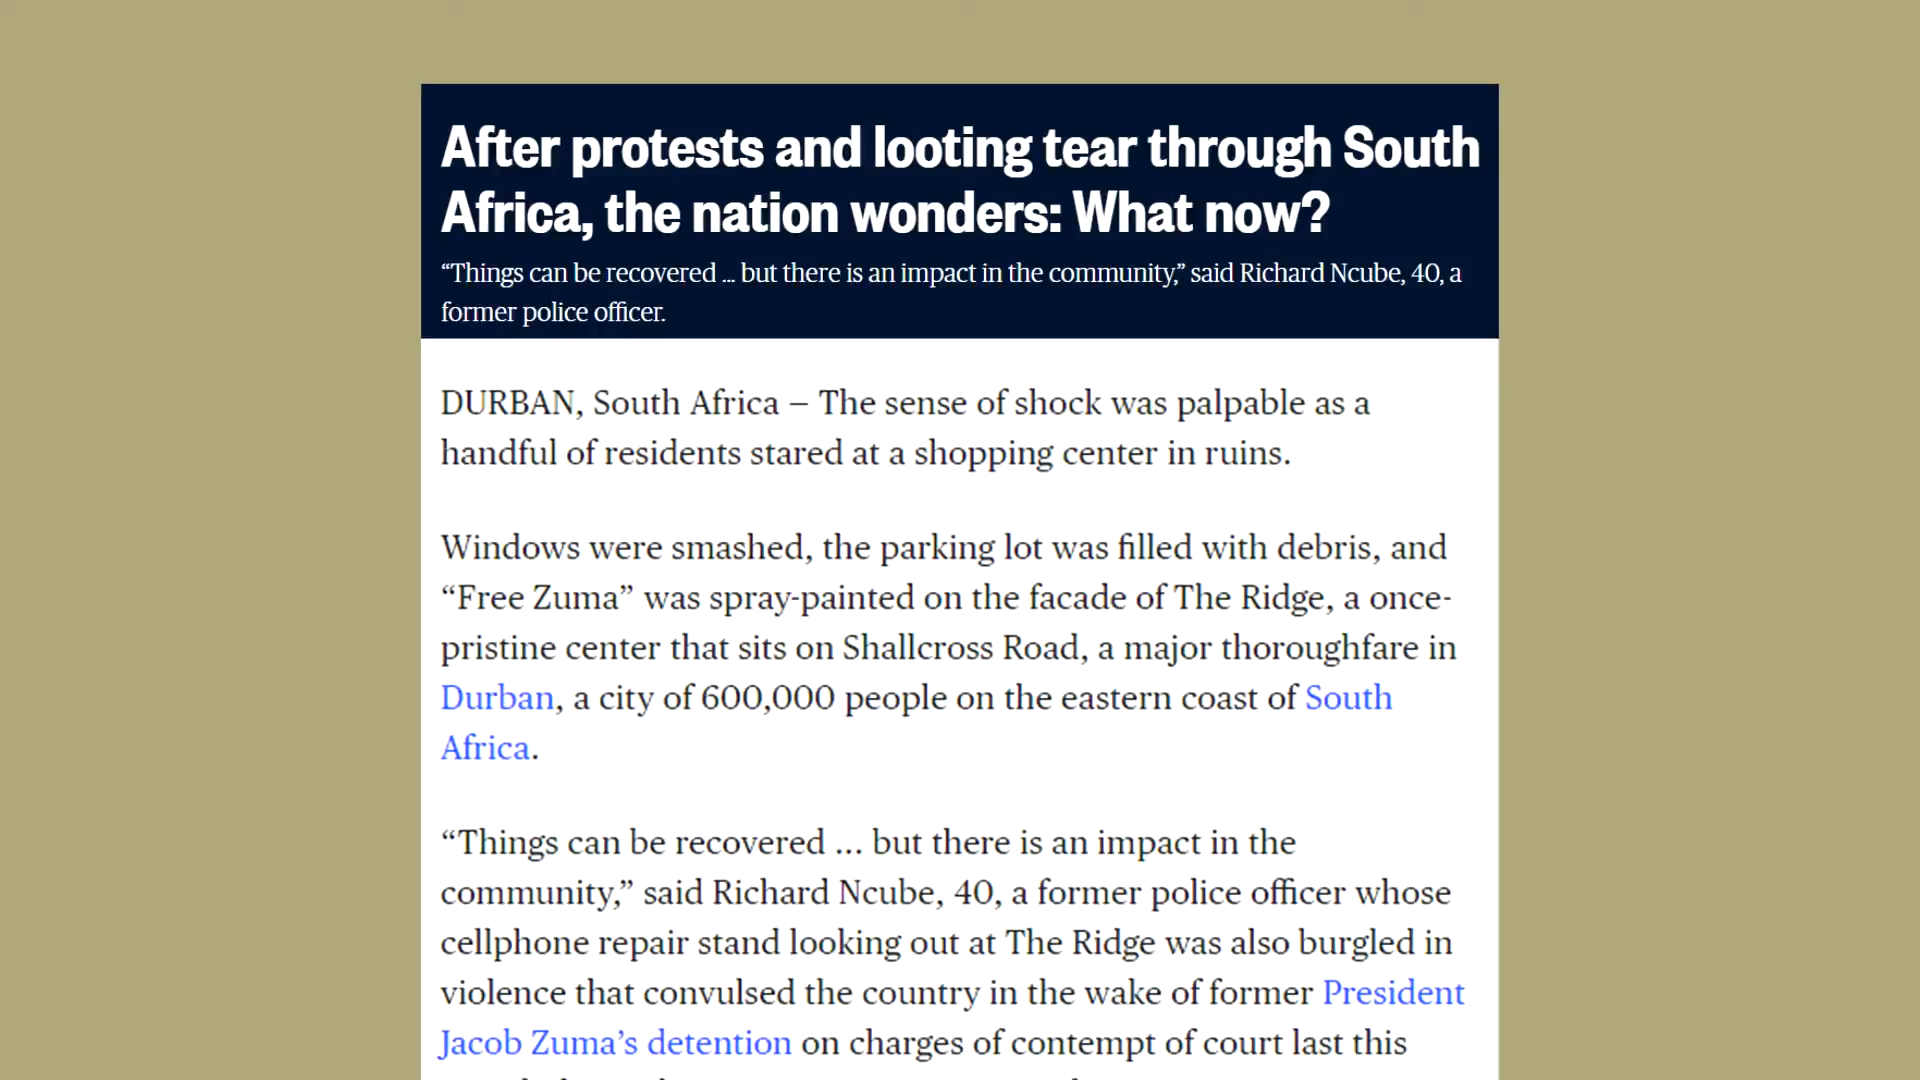 After protests and looting tear through South
Africa, the nation wonders: What now?
“Things can be recovered ... but there is an impact in the community,” said Richard Ncube, 40, a
former police officer.
DURBAN, South Africa — The sense of shock was palpable as a
handful of residents stared at a shopping center in ruins.
Windows were smashed, the parking lot was filled with debris, and
“Free Zuma” was spray-painted on the facade of The Ridge, a once-
pristine center that sits on Shallcross Road, a major thoroughfare in
Durban, a city of 600,000 people on the eastern coast of South
Africa.
“Things can be recovered ... but there is an impact in the
community,” said Richard Ncube, 40, a former police officer whose
cellphone repair stand looking out at The Ridge was also burgled in
violence that convulsed the country in the wake of former President
Jacob Zuma’s detention on charges of contempt of court last this